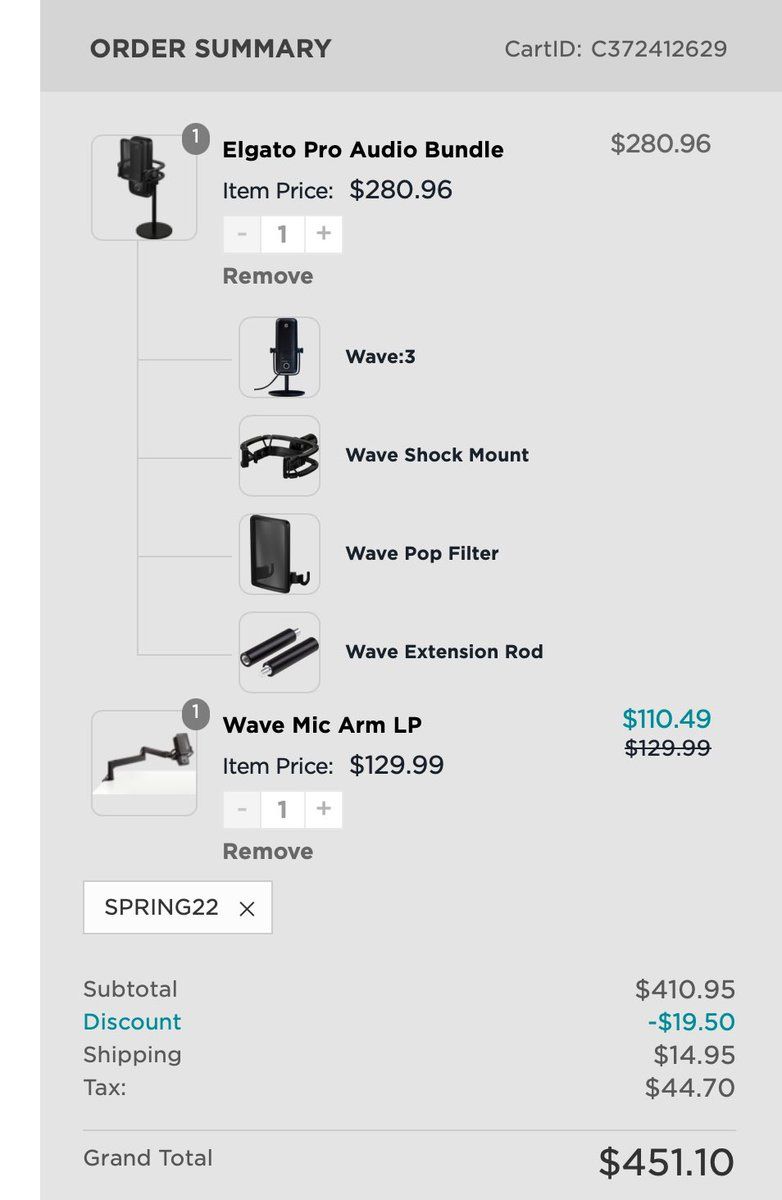 ORDER SUMMARY CartID: C372412629
1
Elgato Pro Audio Bundle $280.96
Item Price: $280.96
- 1 +
Remove
Wave:3
Wave Shock Mount
Wave Pop Filter
Wave Extension Rod
1
Wave Mic Arm LP $110.49
$129.99
Item Price: $129.99
- 1 +
Remove
SPRING22 ×
Subtotal $410.95
Discount -$19.50
Shipping $14.95
Tax: $44.70
Grand Total $451.10